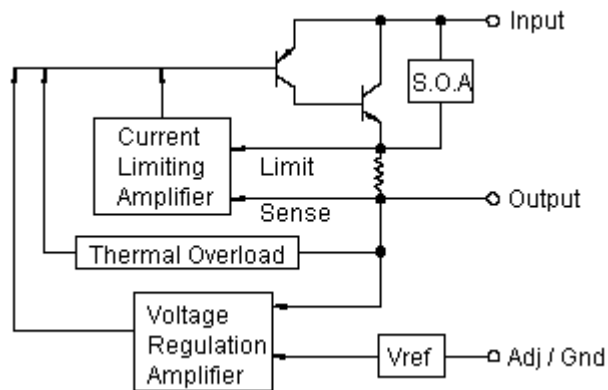 Input
S.O.A
Current
Limiting
Amplifier
Limit
Sense
Output
Thermal Overload
Voltage
Regulation
Amplifier
Vref
Adj / Gnd